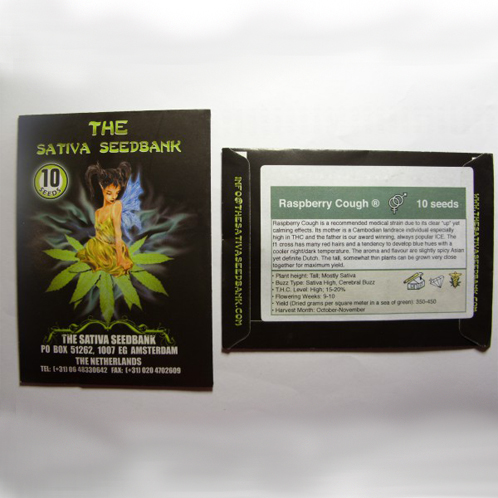 THE
SATIVA SEEDBANK
10
SEEDS
THE SATIVA SEEDBANK
PO BOX 51262, 1007 EG AMSTERDAM
THE NETHERLANDS
TEL: (+31) 06 48330642 FAX: (+31) 020 4702609
INFO@THESATIVASEEDBANK.COM
Raspberry Cough ® 10 seeds
Raspberry Cough is a recommended medical strain due to its clear "up" yet
calming effects. Its mother is a Cambodian landrace individual especially
high in THC and the father is our award winning, always popular ICE. The
f1 cross has many red hairs and a tendency to develop blue hues with a
cooler night/dark temperature. The aroma and flavour are slightly spicy Asian
yet definite Dutch. The tall, somewhat thin plants can be grown very close
together for maximum yield.
• Plant height: Tall; Mostly Sativa
• Buzz Type: Sativa High, Cerebral Buzz
• T.H.C. Level: High; 15-20%
• Flowering Weeks: 9-10
• Yield (Dried grams per square meter in a sea of green): 350-450
• Harvest Month: October-November